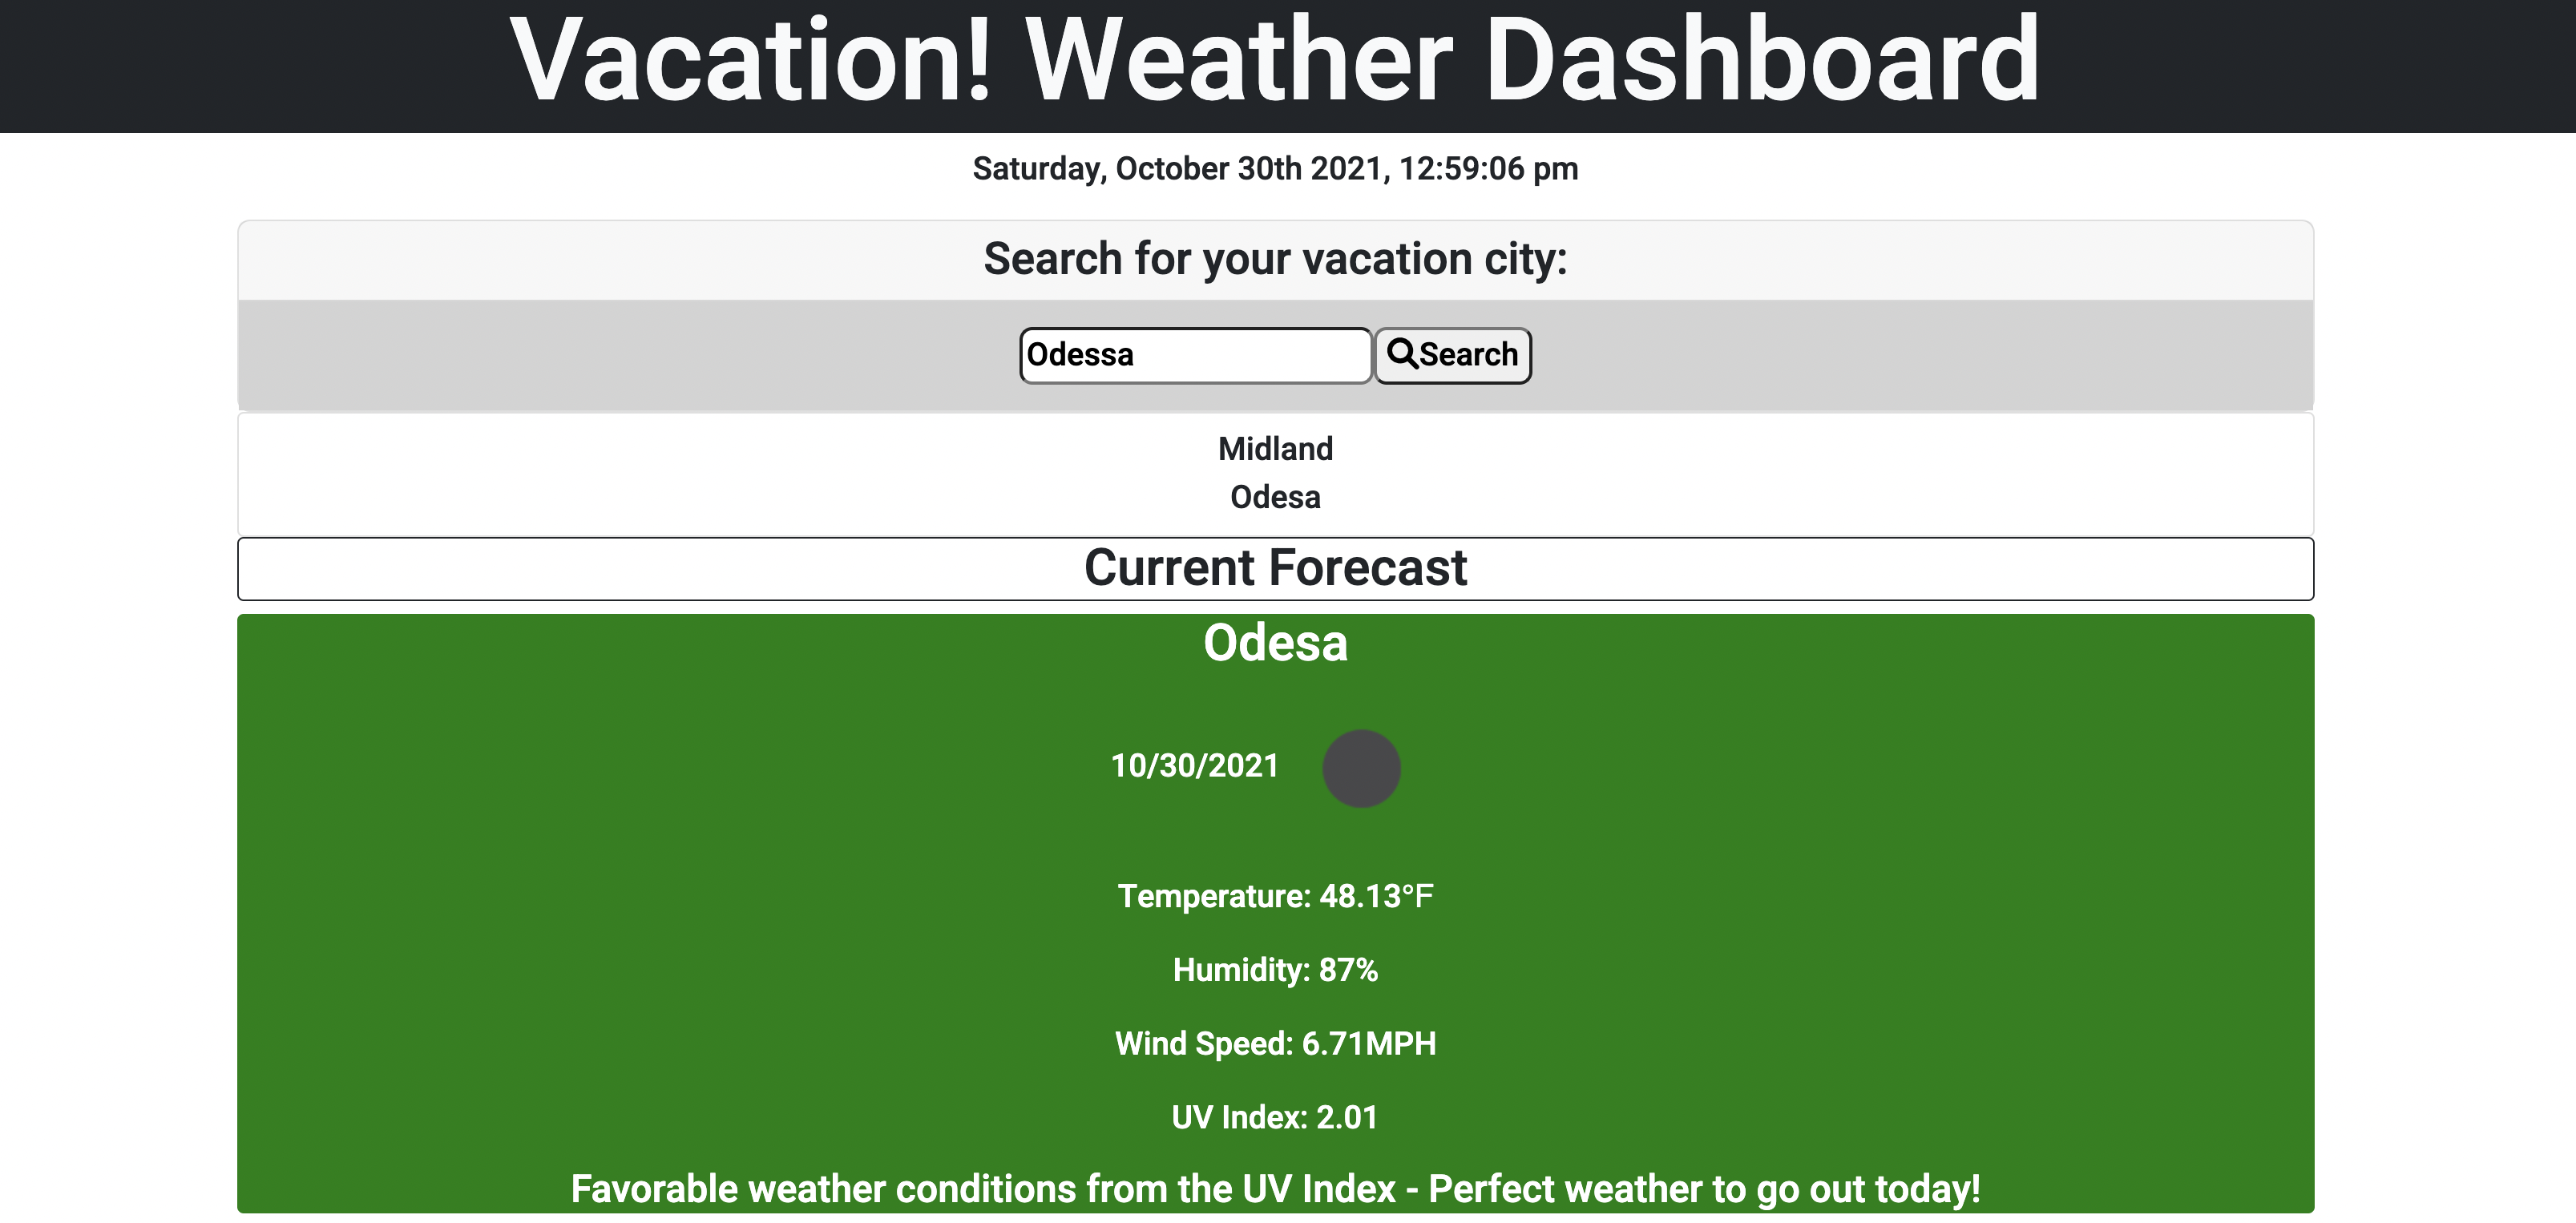 Vacation! Weather Dashboard
Saturday, October 30th 2021, 12:59:06 pm
Search for your vacation city:
Odessa Search
Midland
Odesa
Current Forecast
Odesa
10/30/2021
Temperature: 48.13°F
Humidity: 87%
Wind Speed: 6.71MPH
UV Index: 2.01
Favorable weather conditions from the UV Index - Perfect weather to go out today!